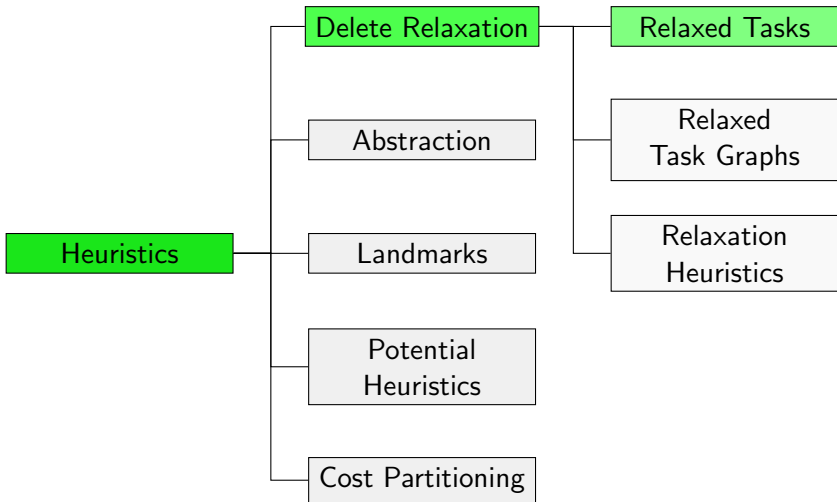 Heuristics
Delete Relaxation
Abstraction
Landmarks
Potential
Heuristics
Cost Partitioning
Relaxed Tasks
Relaxed
Task Graphs
Relaxation
Heuristics